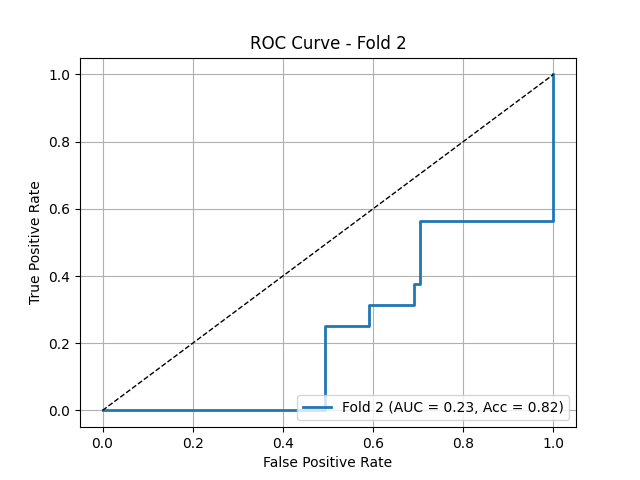 ROC Curve - Fold 2
True Positive Rate
1.0
0.8
0.6
0.4
0.2
0.0
Fold 2 (AUC = 0.23, Acc = 0.82)
0.0 0.2 0.4 0.6 0.8 1.0
False Positive Rate